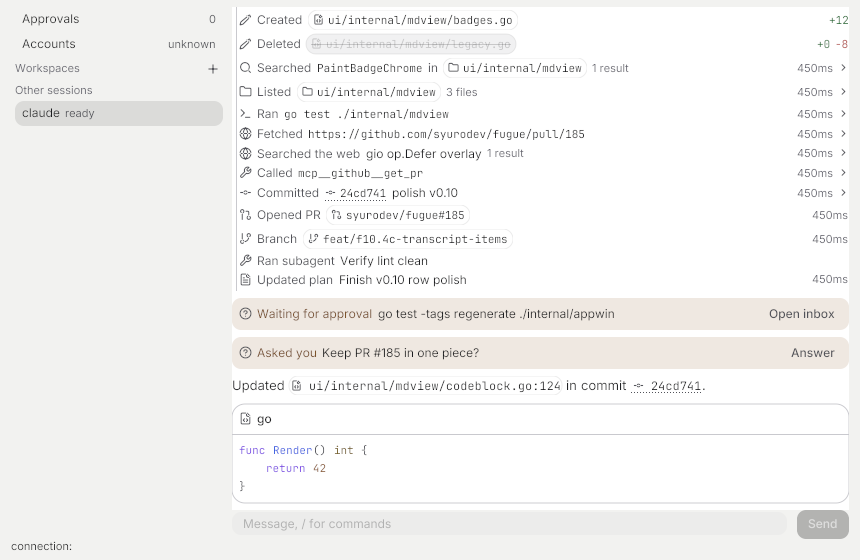 Approvals 0
Accounts unknown
Workspaces +
Other sessions
claude ready
Created ui/internal/mdview/badges.go +12
Deleted ui/internal/mdview/legacy.go +0 -8
Searched PaintBadgeChrome in ui/internal/mdview 1 result 450ms
Listed ui/internal/mdview 3 files 450ms
Ran go test ./internal/mdview 450ms
Fetched https://github.com/syurodev/fugue/pull/185 450ms
Searched the web gio op.Defer overlay 1 result 450ms
Called mcp__github__get_pr 450ms
Committed 24cd741 polish v0.10 450ms
Opened PR syurodev/fugue#185 450ms
Branch feat/f10.4c-transcript-items 450ms
Ran subagent Verify lint clean
Updated plan Finish v0.10 row polish 450ms
Waiting for approval go test -tags regenerate ./internal/appwin Open inbox
Asked you Keep PR #185 in one piece? Answer
Updated ui/internal/mdview/codeblock.go:124 in commit 24cd741.
go
func Render() int {
    return 42
}
Message, / for commands Send
connection: